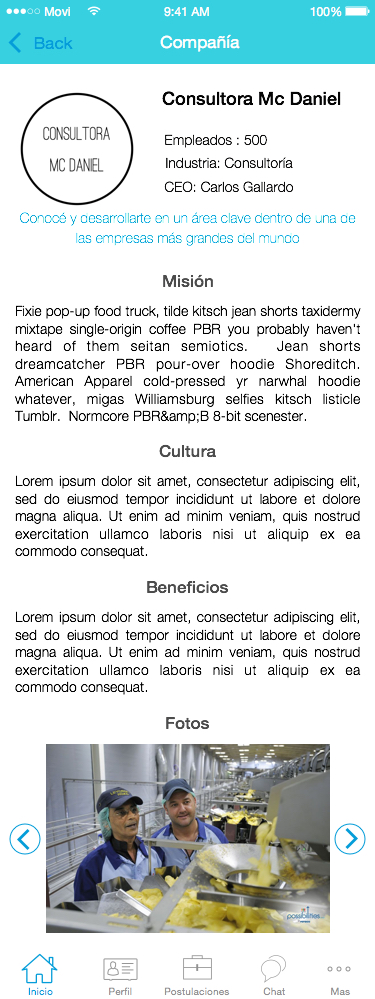 Movi 9:41 AM 100%
Back Compañía
CONSULTORA
MC DANIEL
Consultora Mc Daniel
Empleados : 500
Industria: Consultoría
CEO: Carlos Gallardo
Conocé y desarrollarte en un área clave dentro de una de
las empresas más grandes del mundo
Misión
Fixie pop-up food truck, tilde kitsch jean shorts taxidermy
mixtape single-origin coffee PBR you probably haven't
heard of them seitan semiotics. Jean shorts
dreamcatcher PBR pour-over hoodie Shoreditch.
American Apparel cold-pressed yr narwhal hoodie
whatever, migas Williamsburg selfies kitsch listicle
Tumblr. Normcore PBR&amp;B 8-bit scenester.
Cultura
Lorem ipsum dolor sit amet, consectetur adipiscing elit,
sed do eiusmod tempor incididunt ut labore et dolore
magna aliqua. Ut enim ad minim veniam, quis nostrud
exercitation ullamco laboris nisi ut aliquip ex ea
commodo consequat.
Beneficios
Lorem ipsum dolor sit amet, consectetur adipiscing elit,
sed do eiusmod tempor incididunt ut labore et dolore
magna aliqua. Ut enim ad minim veniam, quis nostrud
exercitation ullamco laboris nisi ut aliquip ex ea
commodo consequat.
Fotos
possibilities
Inicio Perfil Postulaciones Chat Mas